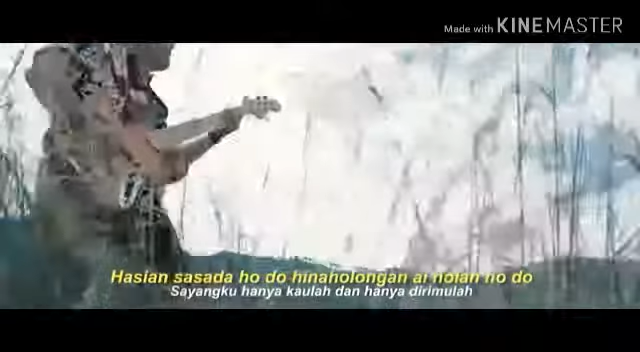 Made with KINEMASTER
Hasian sasada ho do hinaholongan ai holan ho do
Sayangku hanya kaulah dan hanya dirimulah